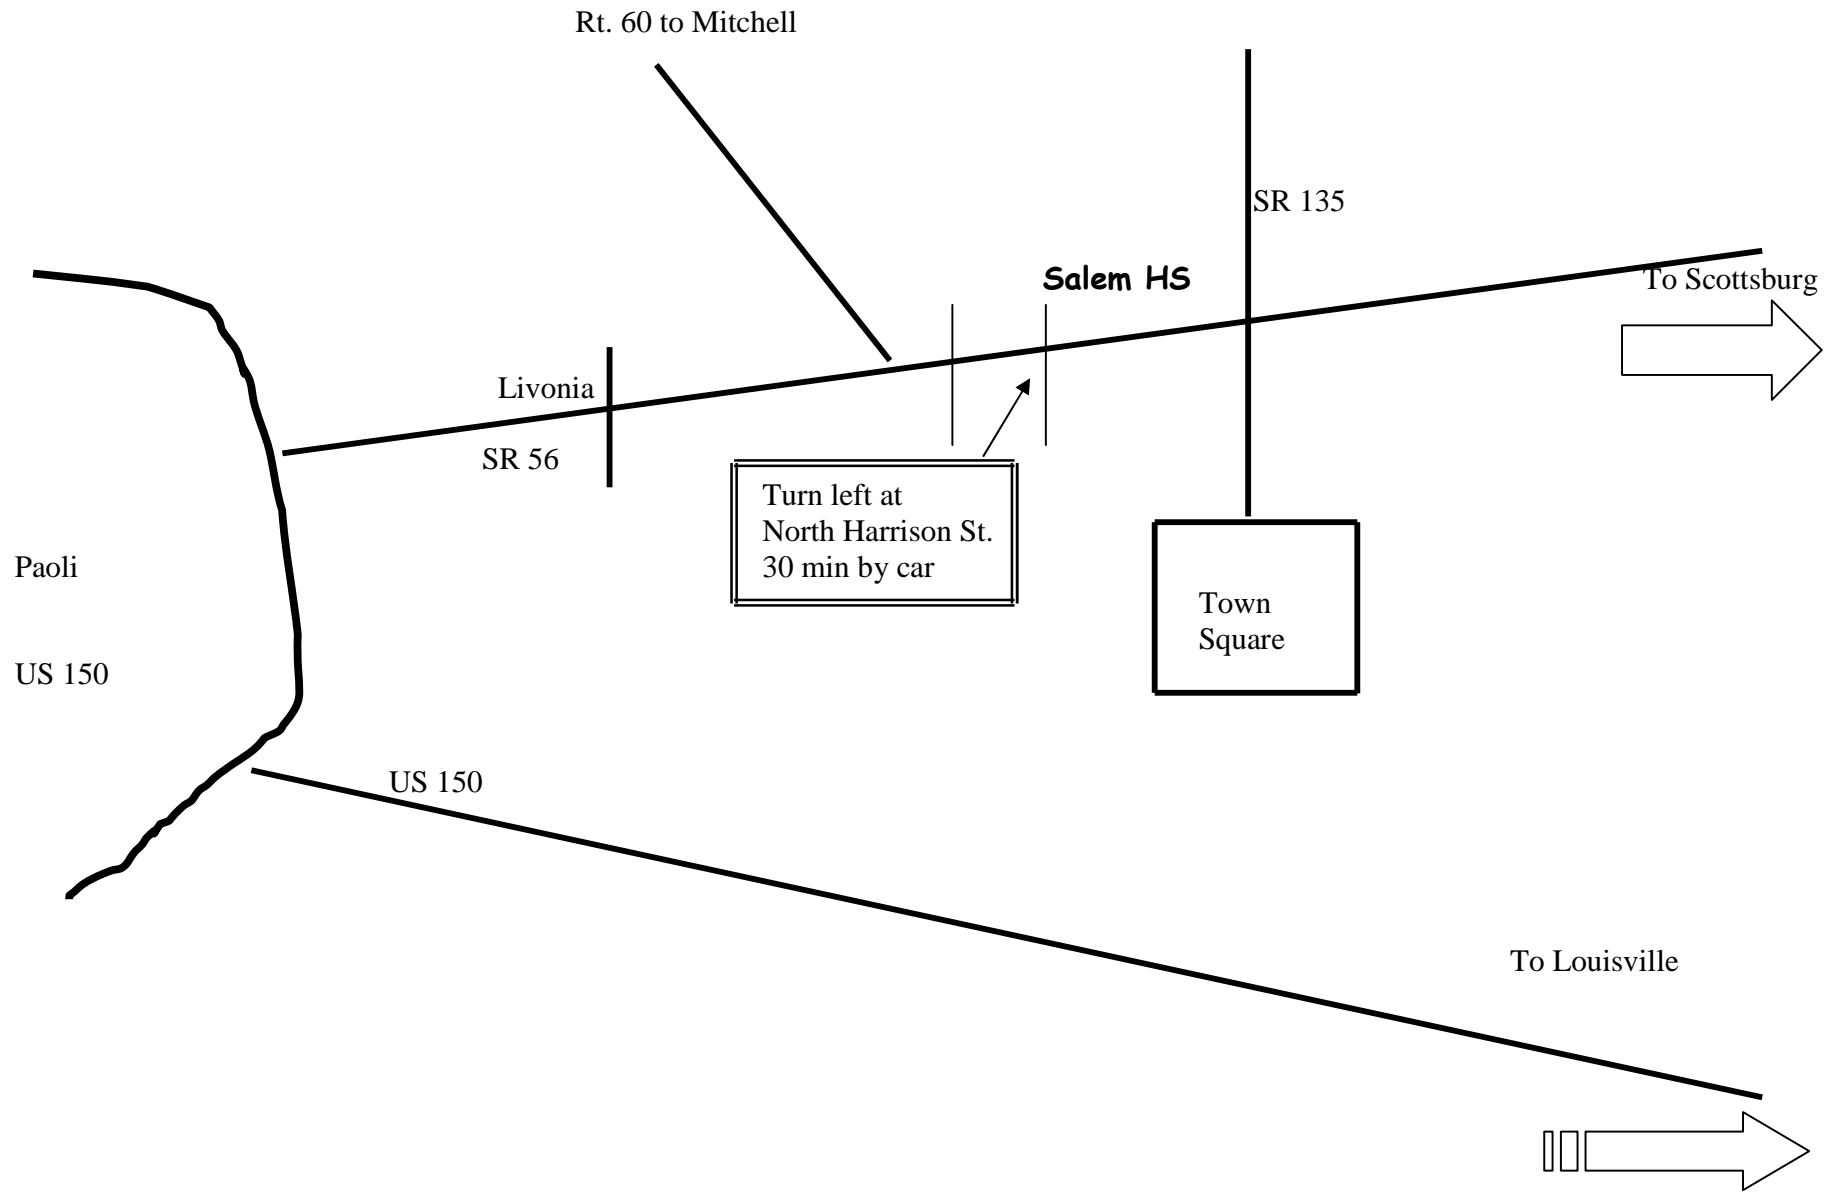 Rt. 60 to Mitchell
SR 135
Salem HS
To Scottsburg
Livonia
SR 56
Turn left at
North Harrison St.
30 min by car
Paoli
Town
Square
US 150
US 150
To Louisville